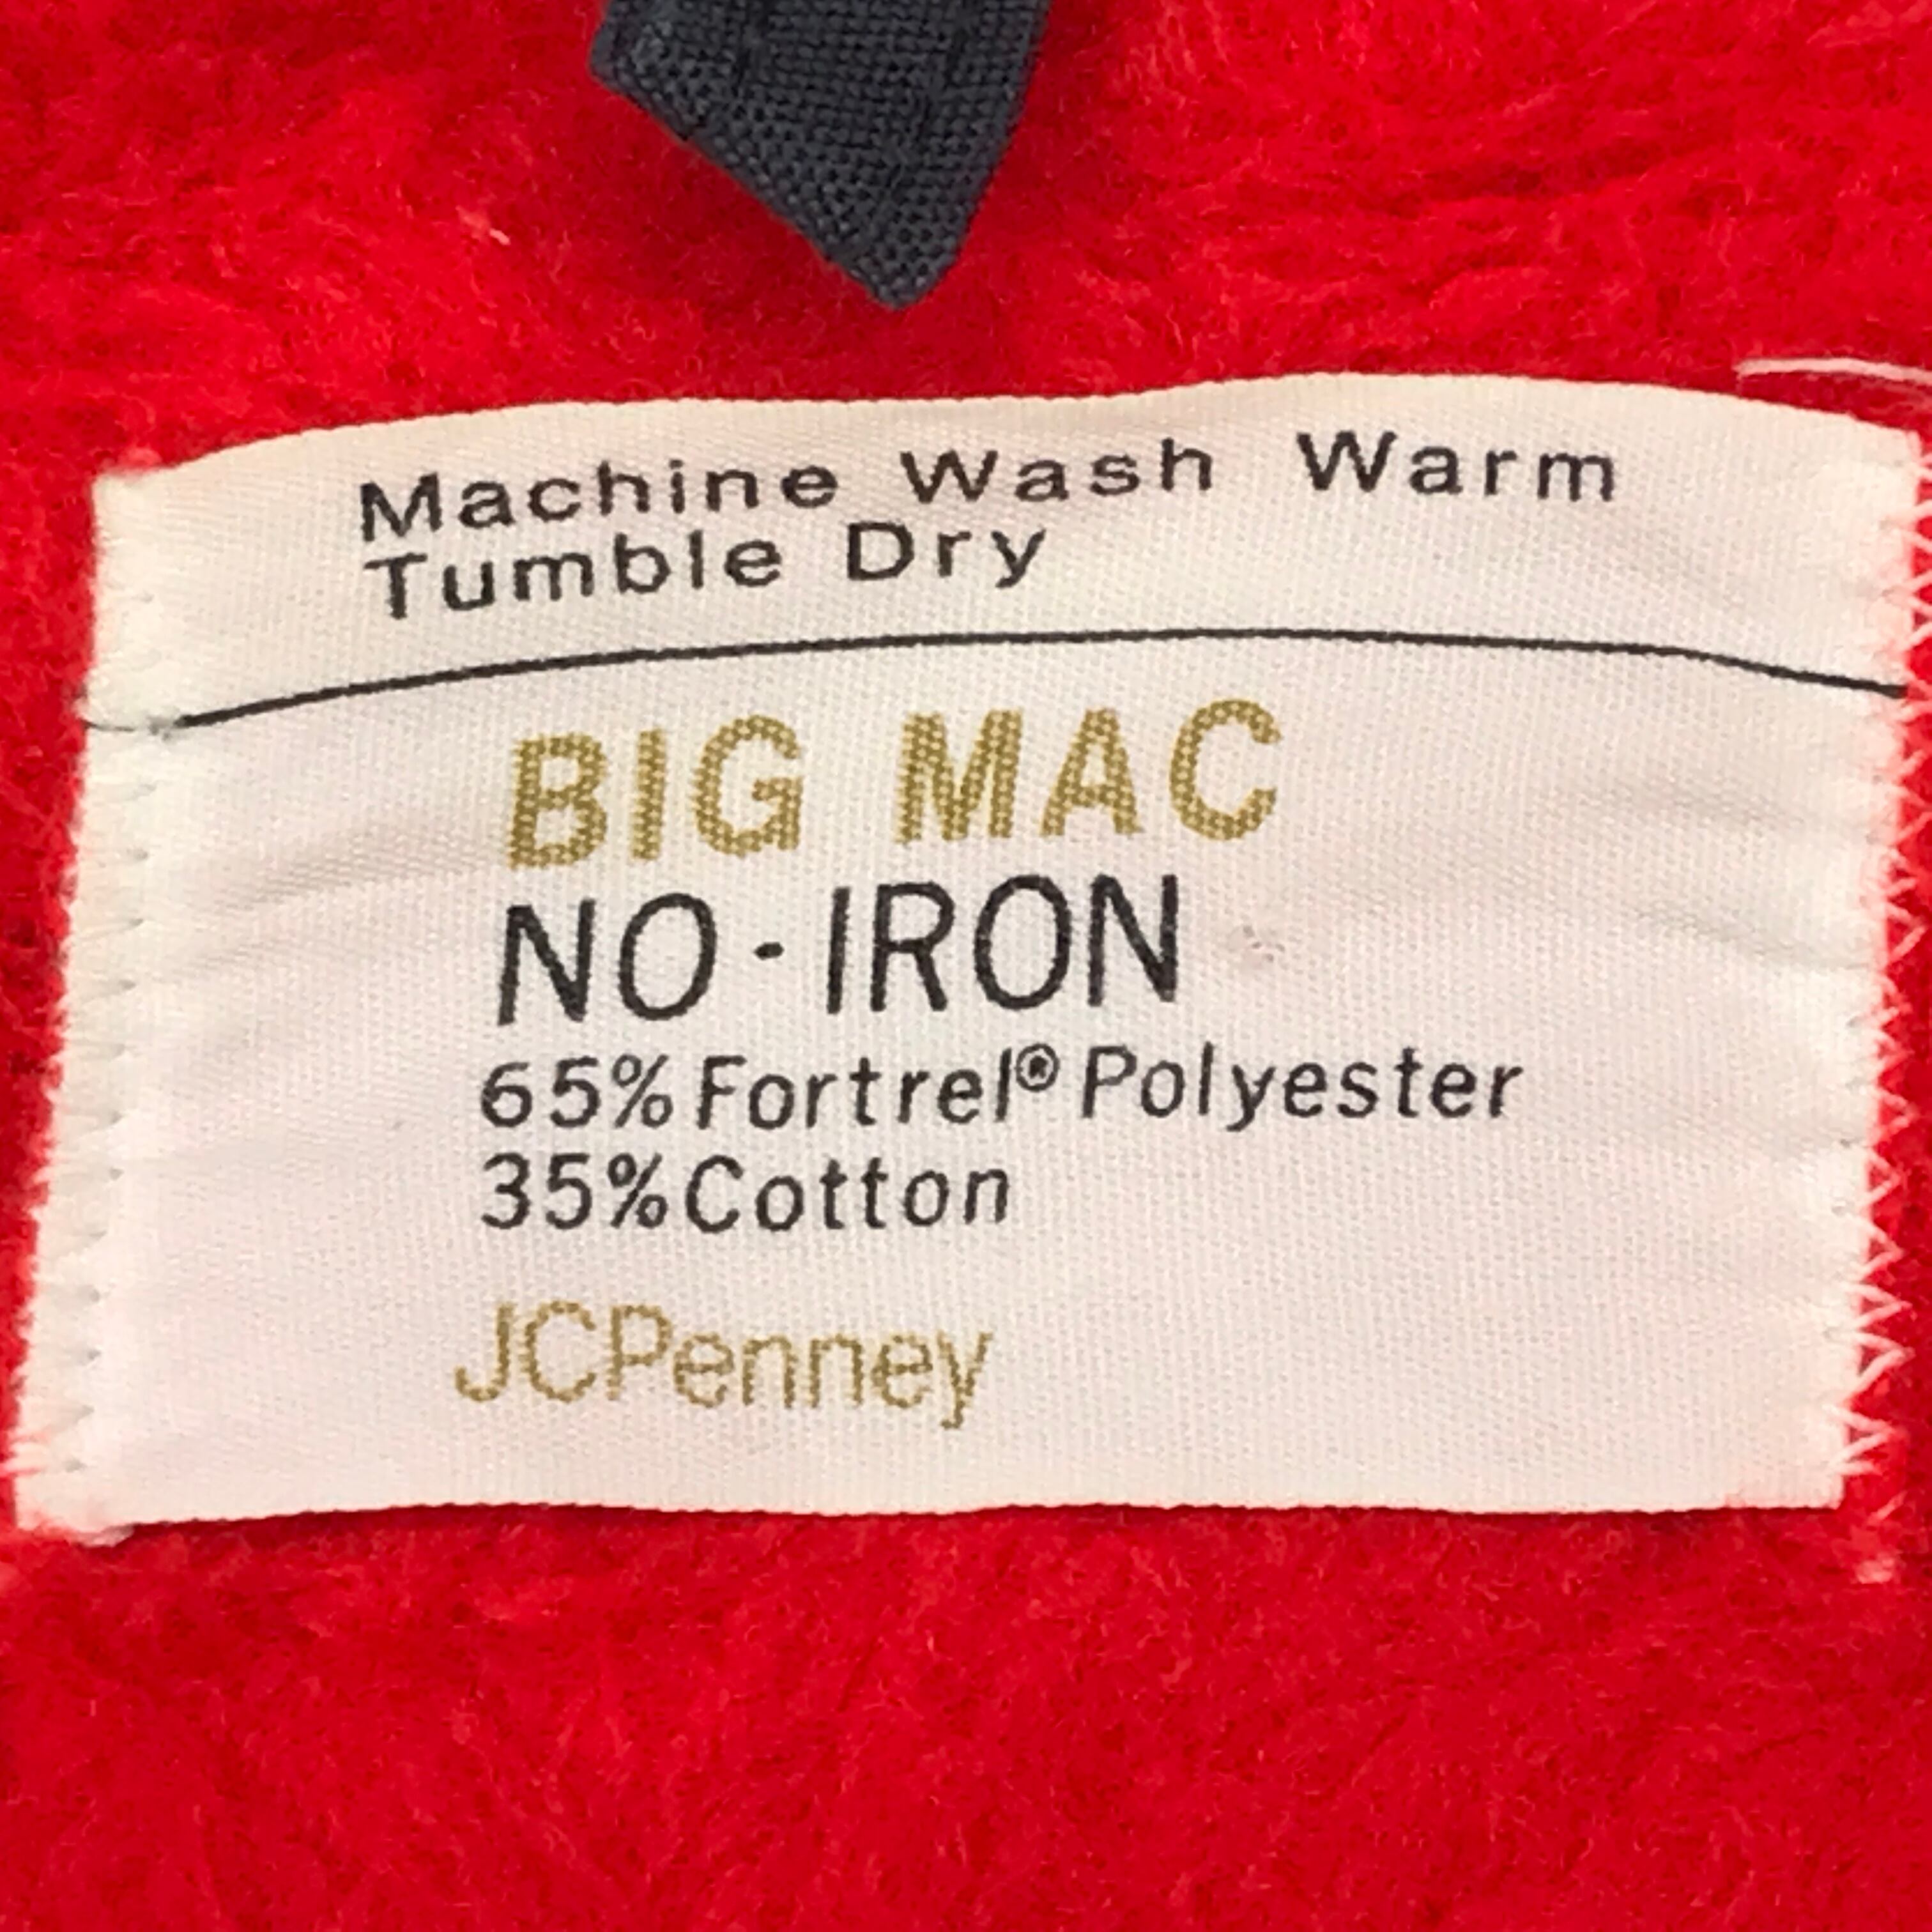 Machine Wash Warm
Tumble Dry
BIG MAC
NO-IRON
65% Fortrel® Polyester
35% Cotton
JCPenney